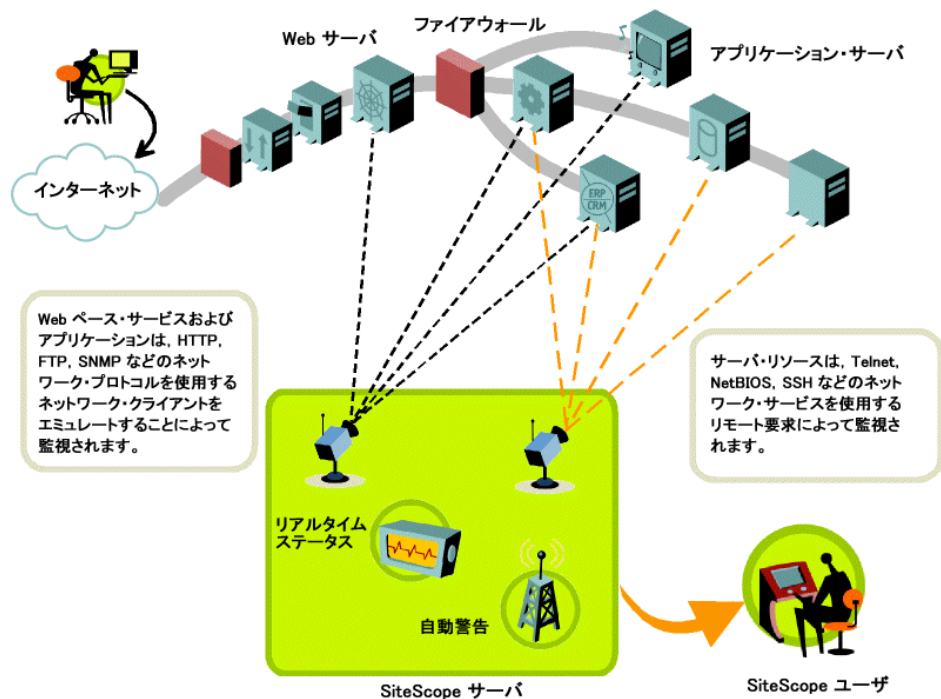 Web サーバ
ファイアウォール
アプリケーション・サーバ
インターネット
ERP
CRM
Web ベース・サービスおよび
アプリケーションは, HTTP,
FTP, SNMP などのネット
ワーク・プロトコルを使用する
ネットワーク・クライアントを
エミュレートすることによって
監視されます。
サーバ・リソースは, Telnet,
NetBIOS, SSH などのネット
ワーク・サービスを使用する
リモート要求によって監視さ
れます。
リアルタイム
ステータス
自動警告
SiteScope サーバ
SiteScope ユーザ